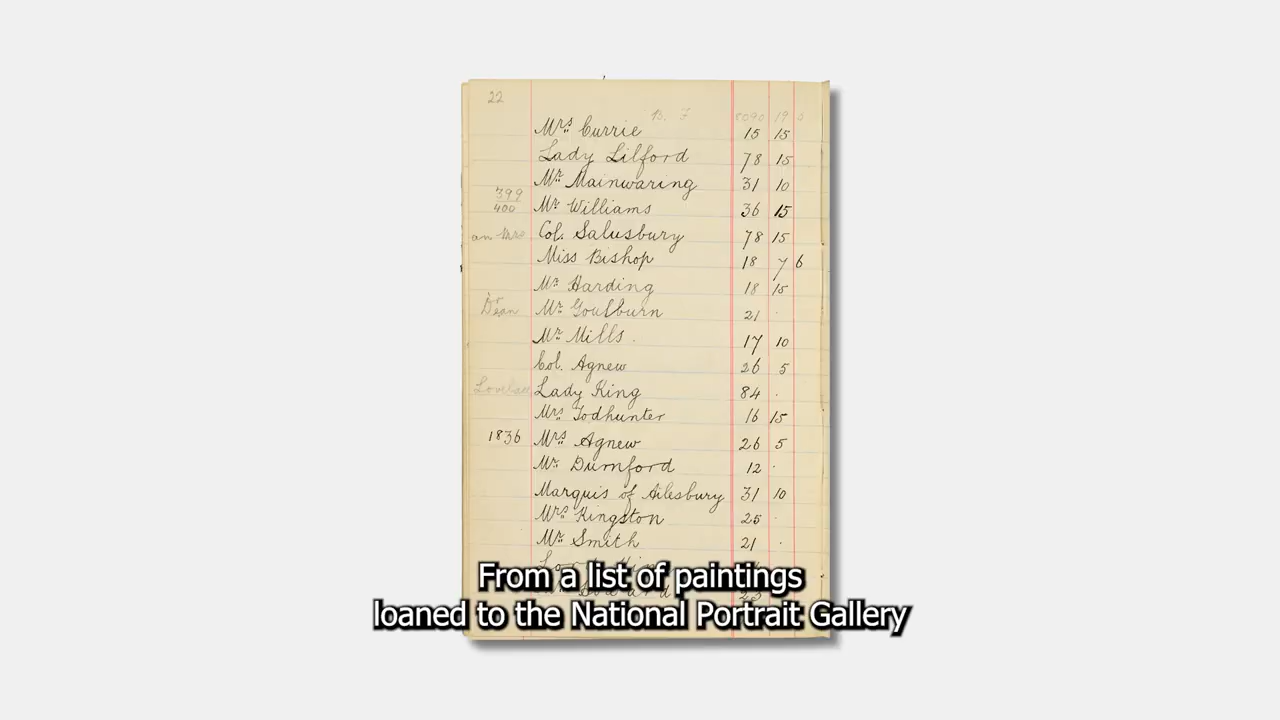 22
B. F 8090 19
Mrs Currie 15 15
Lady Lilford 78 15
Mr Mainwaring 31 10
399
400 Mr Williams 36 15
an Mrs Col. Salusbury 78 15
Miss Bishop 18 7 6
Mr Harding 18 15
Dean Mr Goulburn 21 .
Mr Mills. 17 10
Col. Agnew 26 5
Lovelace Lady King 84 .
Mrs Todhunter 16 15
1836 Mrs Agnew 26 5
Mr Durnford 12 .
Marquis of Ailesbury 31 10
Mrs Kingston 25 .
Mr Smith 21 .
From a list of paintings
loaned to the National Portrait Gallery